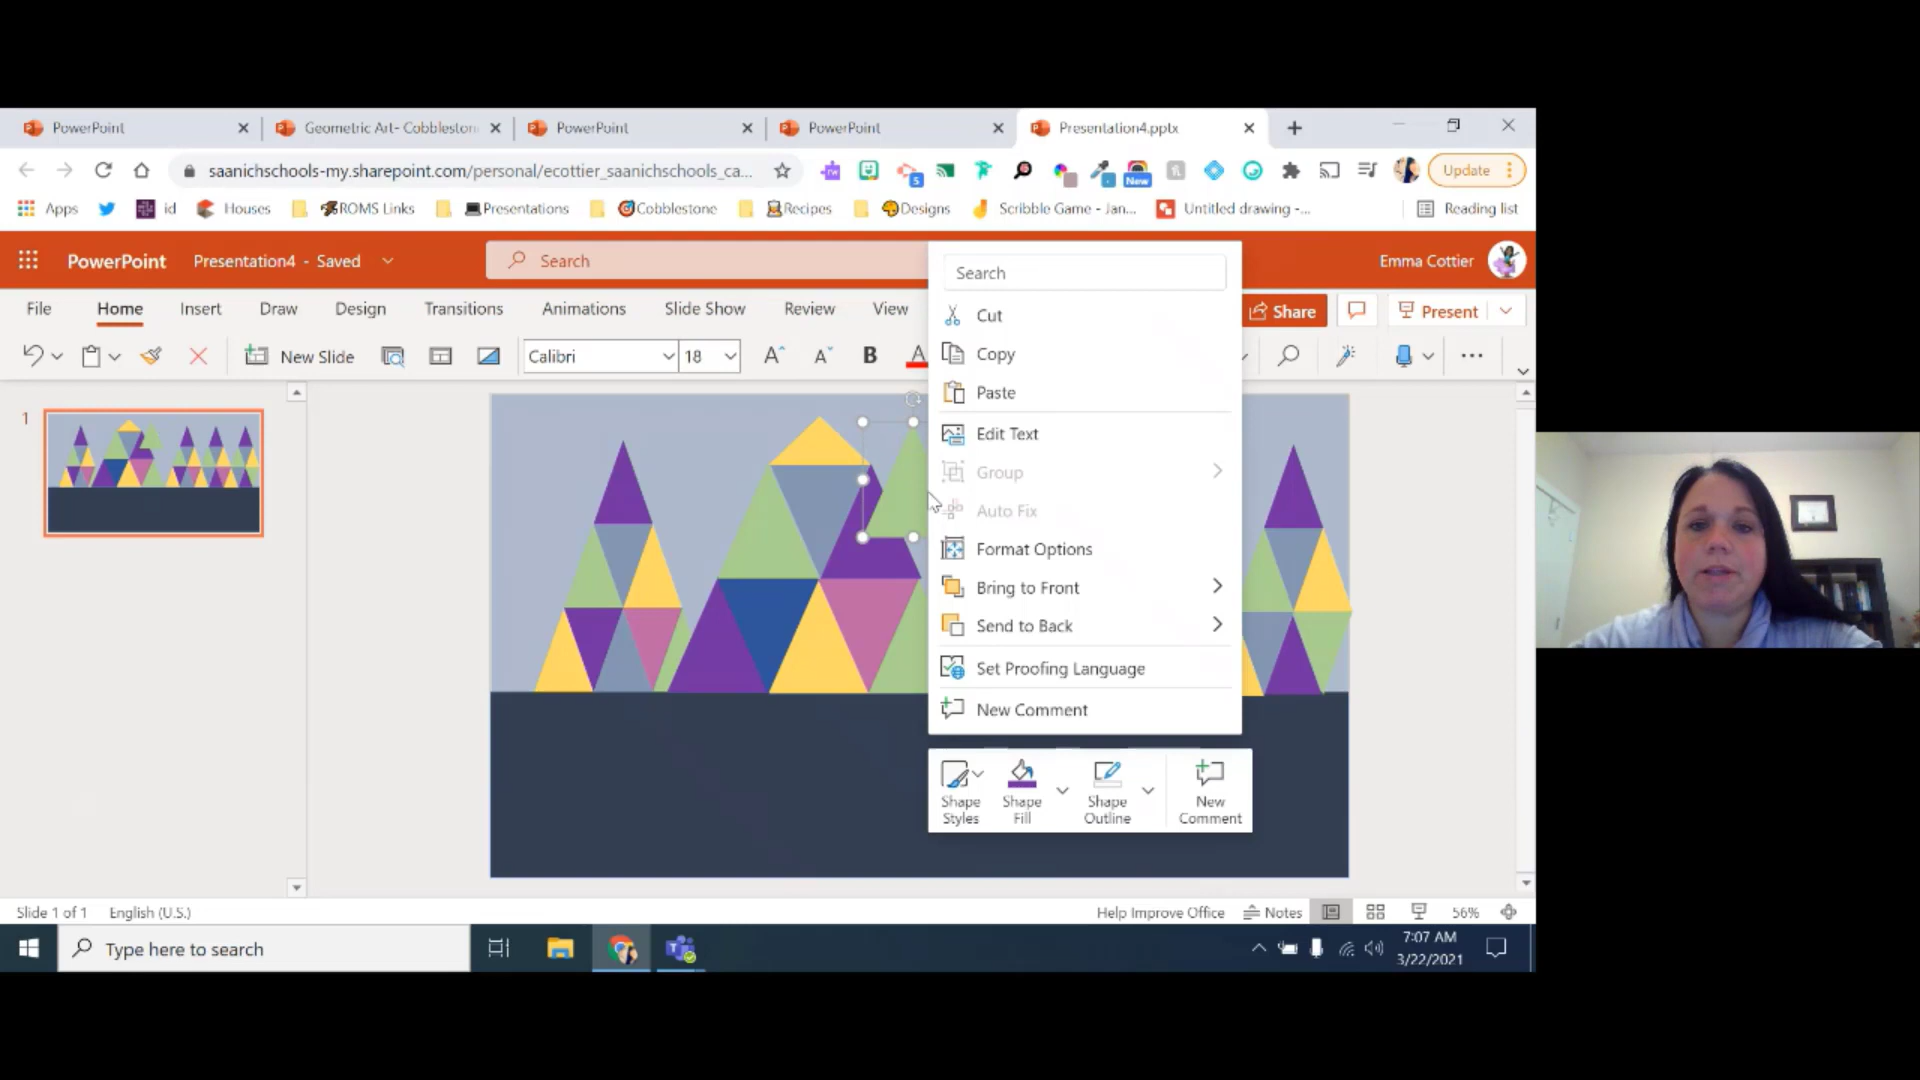 PowerPoint
Geometric Art- Cobbleston
PowerPoint
PowerPoint
Presentation4.pptx
saanichschools-my.sharepoint.com/personal/ecottier_saanichschools_ca...
5
New
Update
Apps
id
Houses
ROMS Links
Presentations
Cobblestone
Recipes
Designs
Scribble Game - Jan...
Untitled drawing -...
Reading list
PowerPoint
Presentation4 - Saved
Search
Emma Cottier
File
Home
Insert
Draw
Design
Transitions
Animations
Slide Show
Review
View
Share
Present
New Slide
Calibri
18
B
A
Search
Cut
Copy
Paste
Edit Text
Group
Auto Fix
Format Options
Bring to Front
Send to Back
Set Proofing Language
New Comment
Shape Styles
Shape Fill
Shape Outline
New Comment
1
Slide 1 of 1
English (U.S.)
Help Improve Office
Notes
56%
Type here to search
7:07 AM
3/22/2021